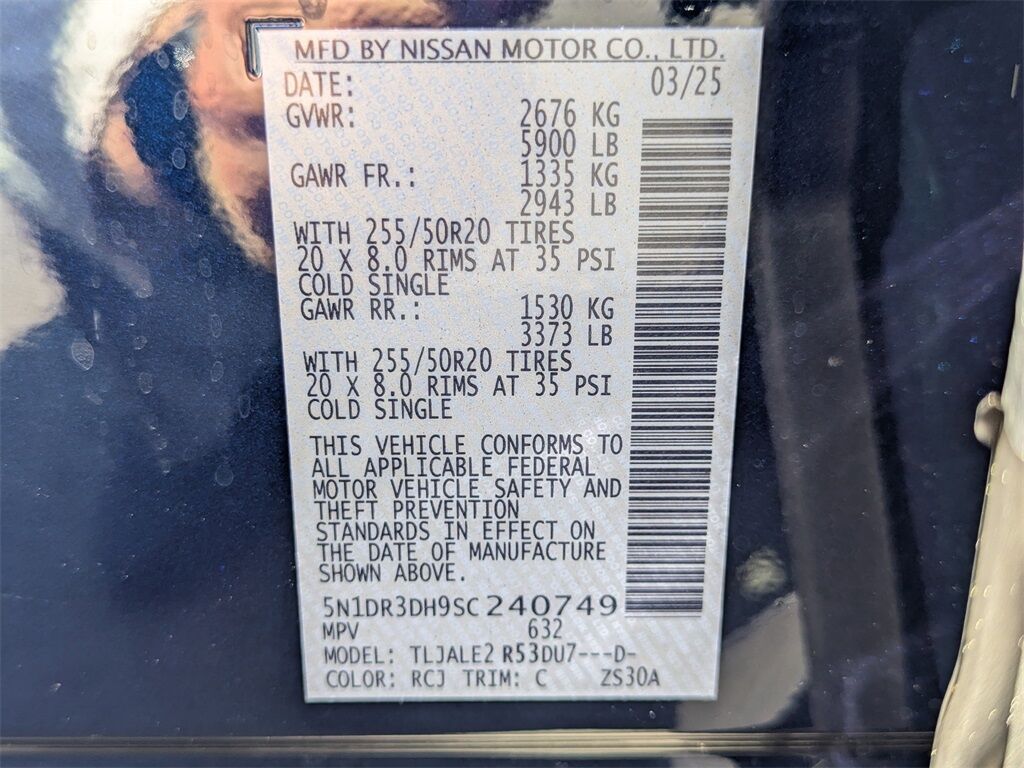 MFD BY NISSAN MOTOR CO., LTD.
DATE: 03/25
GVWR: 2676 KG
5900 LB
GAWR FR.: 1335 KG
2943 LB
WITH 255/50R20 TIRES
20 X 8.0 RIMS AT 35 PSI
COLD SINGLE
GAWR RR.: 1530 KG
3373 LB
WITH 255/50R20 TIRES
20 X 8.0 RIMS AT 35 PSI
COLD SINGLE
THIS VEHICLE CONFORMS TO
ALL APPLICABLE FEDERAL
MOTOR VEHICLE SAFETY AND
THEFT PREVENTION
STANDARDS IN EFFECT ON
THE DATE OF MANUFACTURE
SHOWN ABOVE.
5N1DR3DH9SC240749
MPV 632
MODEL: TLJALE2 R53DU7---D-
COLOR: RCJ TRIM: C ZS30A